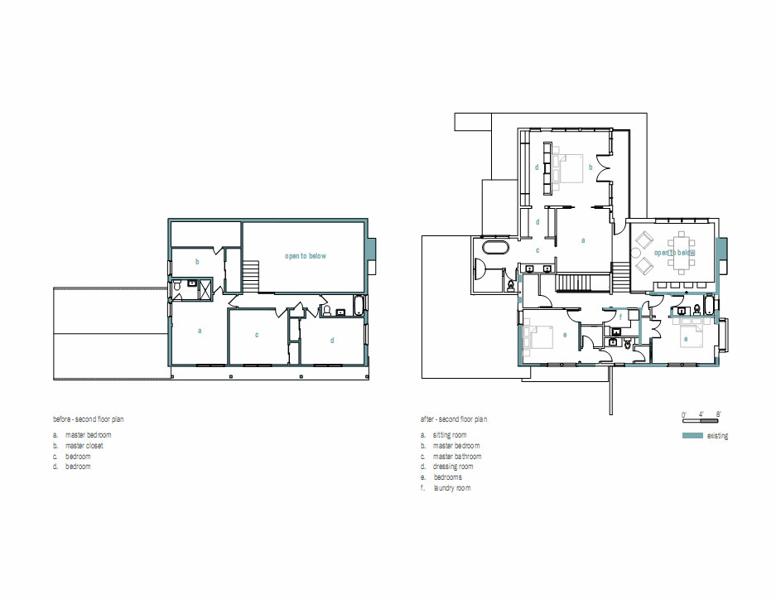 d.
b
d
a
c
open to below
open to below
b
f
a
c
d
e
e
before - second floor plan
a. master bedroom
b. master closet
c. bedroom
d. bedroom
after - second floor plan
a. sitting room
b. master bedroom
c. master bathroom
d. dressing room
e. bedrooms
f. laundry room
0' 4' 8'
existing